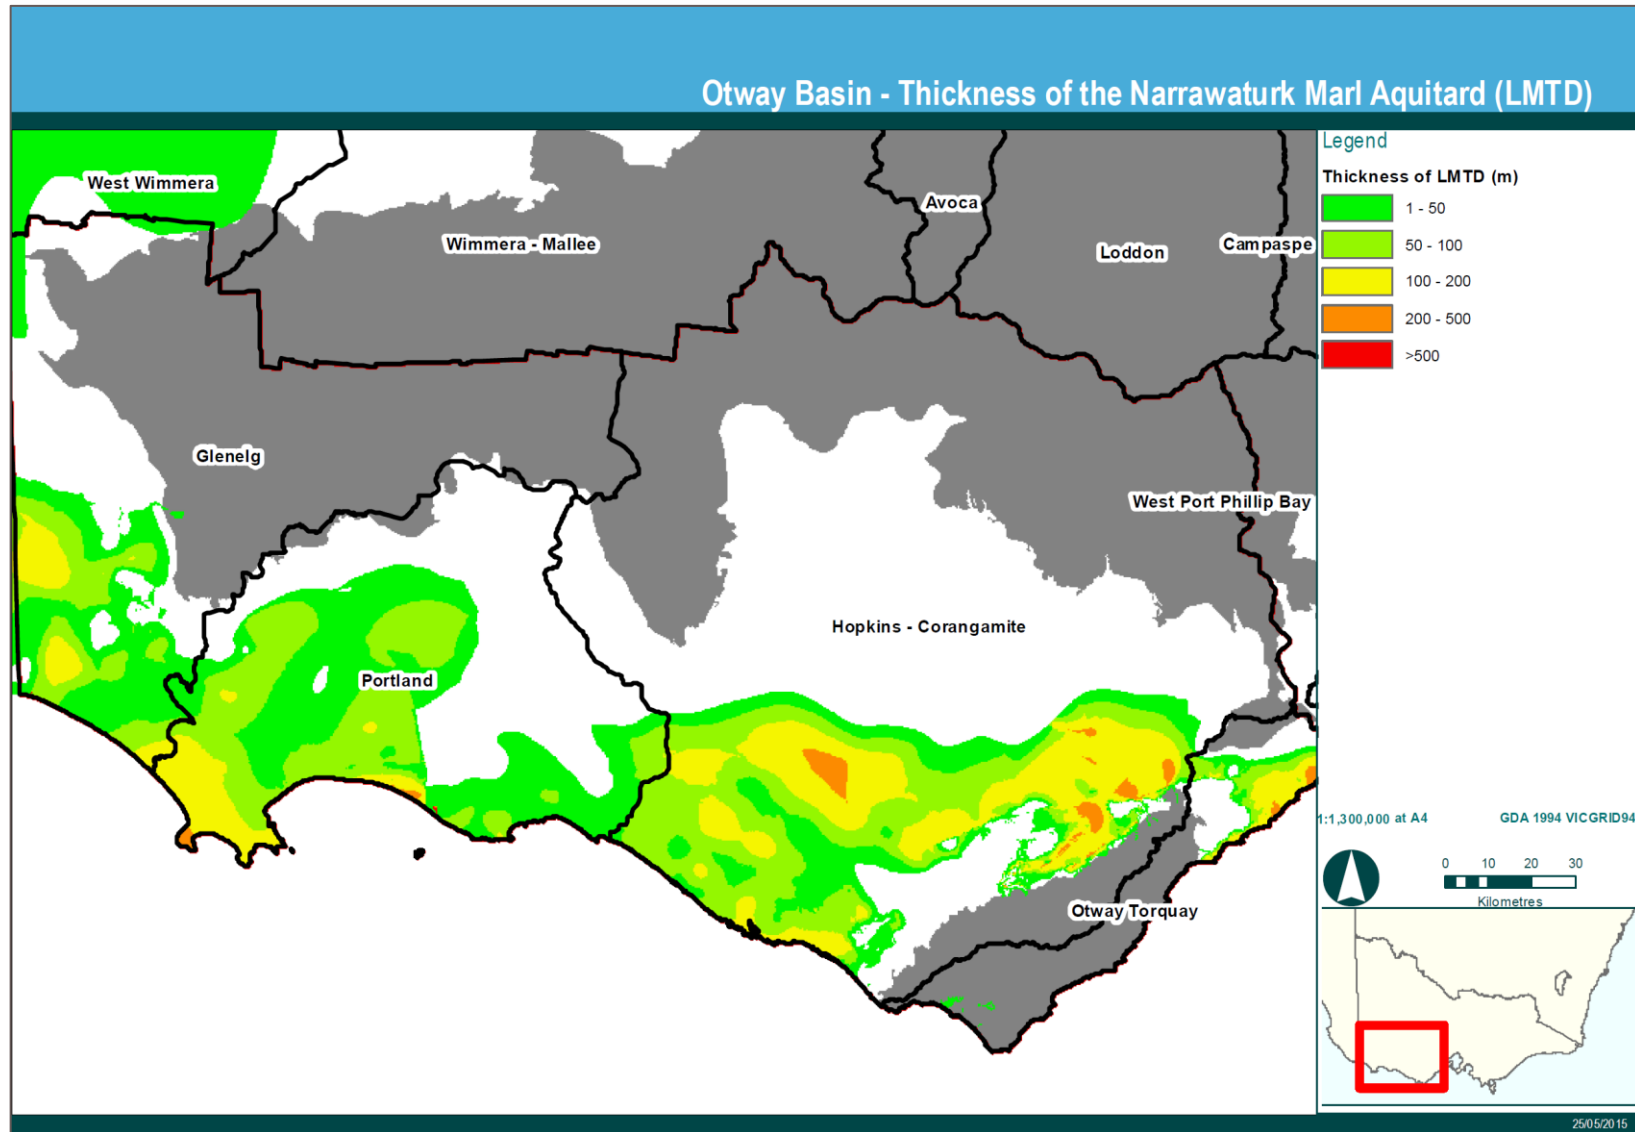 Otway Basin - Thickness of the Narrawaturk Marl Aquitard (LMTD)
Legend
Thickness of LMTD (m)
1 - 50
50 - 100
100 - 200
200 - 500
>500
West Wimmera
Wimmera - Mallee
Avoca
Loddon
Campaspe
Glenelg
West Port Phillip Bay
Hopkins - Corangamite
Portland
Otway Torquay
1:1,300,000 at A4
GDA 1994 VICGRID94
0 10 20 30
Kilometres
25/05/2015